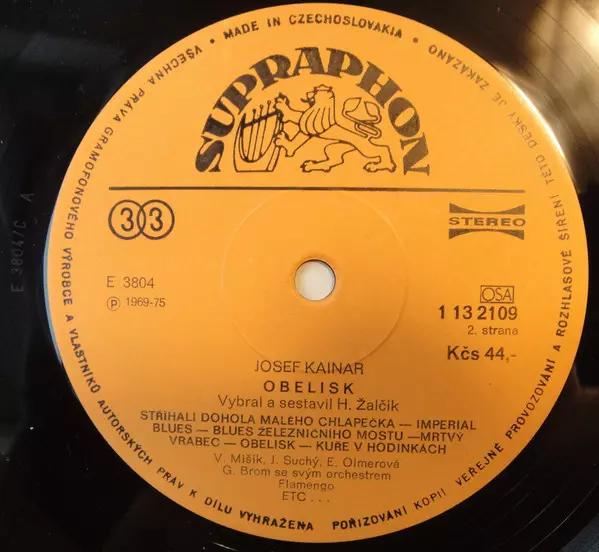 • MADE IN CZECHOSLOVAKIA •
VŠECHNA PRÁVA GRAMOFONOVÉHO VÝROBCE A VLASTNÍKŮ AUTORSKÝCH PRÁV K DÍLU VYHRAŽENA
POŘIZOVÁNÍ KOPIÍ VEŘEJNÉ PROVOZOVÁNÍ A ROZHLASOVÉ ŠÍŘENÍ TÉTO DESKY JE ZAKÁZÁNO
SUPRAPHON
33
STEREO
E 3804
Ⓟ 1969-75
OSA
1 13 2109
2. strana
Kčs 44,-
JOSEF KAINAR
OBELISK
Vybral a sestavil H. Žalčík
STŘÍHALI DOHOLA MALÉHO CHLAPEČKA — IMPERIAL
BLUES — BLUES ŽELEZNIČNÍHO MOSTU —MRTVÝ
VRABEC — OBELISK — KUŘE V HODINKÁCH
V. Mišík, J. Suchý, E. Olmerová
G. Brom se svým orchestrem
Flamengo
ETC . . .
E 3804/C A